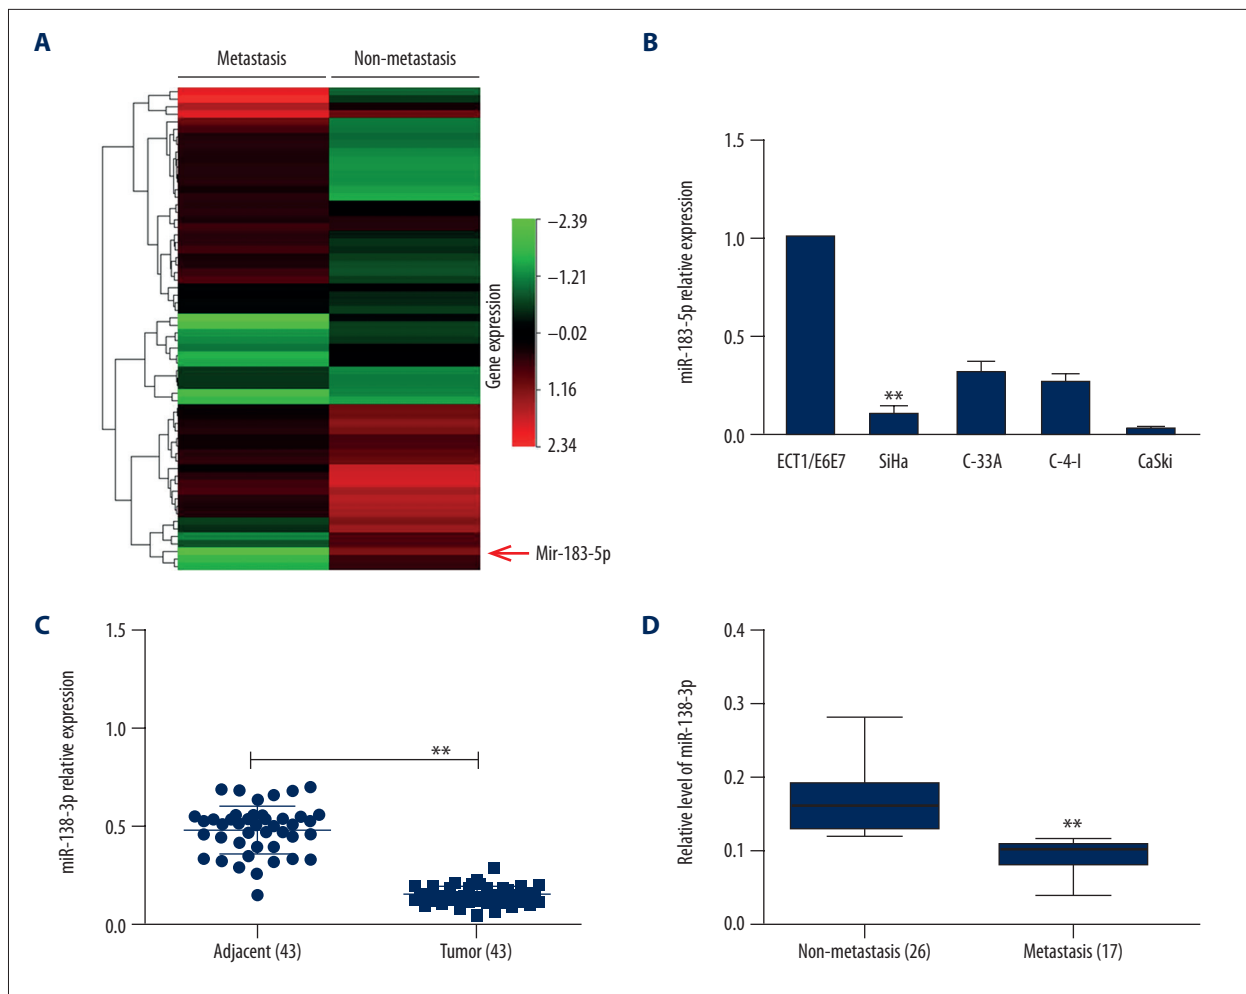 A
Metastasis
Non-metastasis
Gene expression
−2.39
−1.21
−0.02
1.16
2.34
Mir-183-5p
B
miR-183-5p relative expression
1.5
1.0
0.5
0.0
**
ECT1/E6E7
SiHa
C-33A
C-4-I
CaSki
C
miR-138-3p relative expression
1.5
1.0
0.5
0.0
**
Adjacent (43)
Tumor (43)
D
Relative level of miR-138-3p
0.4
0.3
0.2
0.1
0.0
**
Non-metastasis (26)
Metastasis (17)